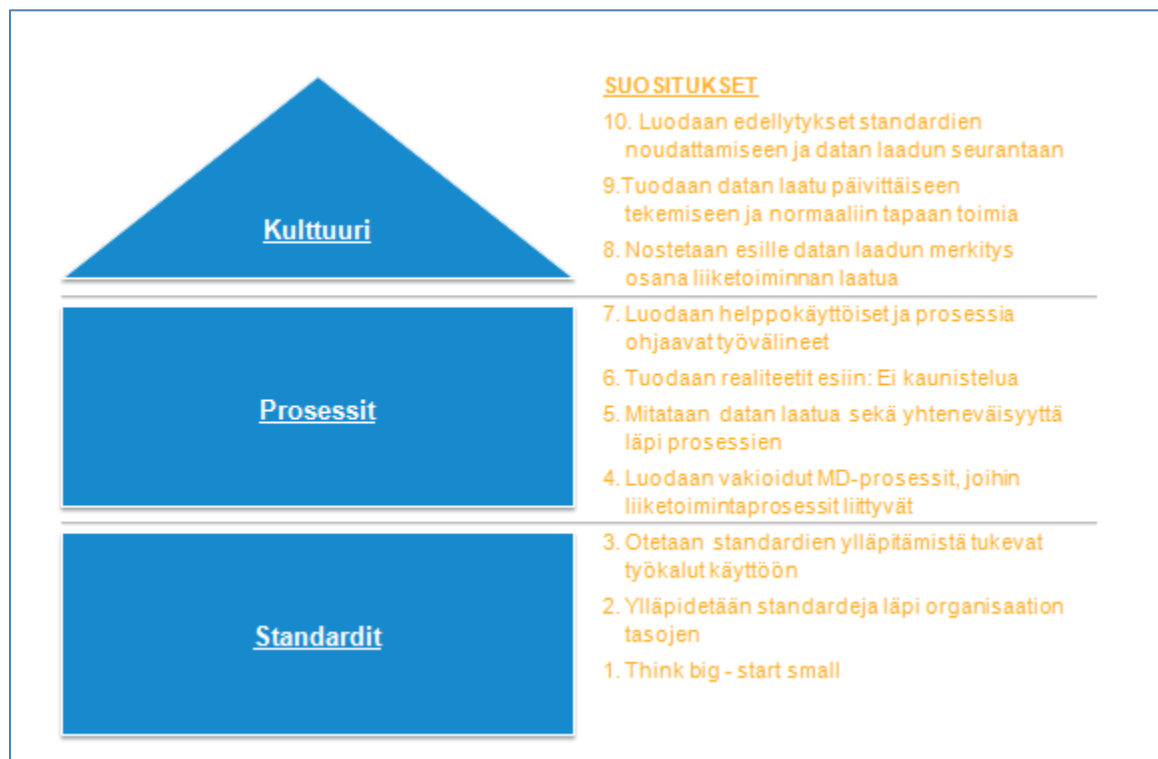 SUOSITUKSET
10. Luodaan edellytykset standardien
noudattamiseen ja datan laadun seurantaan
9.Tuodaan datan laatu päivittäiseen
tekemiseen ja normaaliin tapaan toimia
Kulttuuri
8. Nostetaan esille datan laadun merkitys
osana liiketoiminnan laatua
7. Luodaan helppokäyttöiset ja prosessia
ohjaavat työvälineet
6. Tuodaan realiteetit esiin: Ei kaunistelua
Prosessit
5. Mitataan datan laatua sekä yhteneväisyyttä
läpi prosessien
4. Luodaan vakioidut MD-prosessit, joihin
liiketoimintaprosessit liittyvät
3. Otetaan standardien ylläpitämistä tukevat
työkalut käyttöön
2. Ylläpidetään standardeja läpi organisaation
tasojen
Standardit
1. Think big - start small